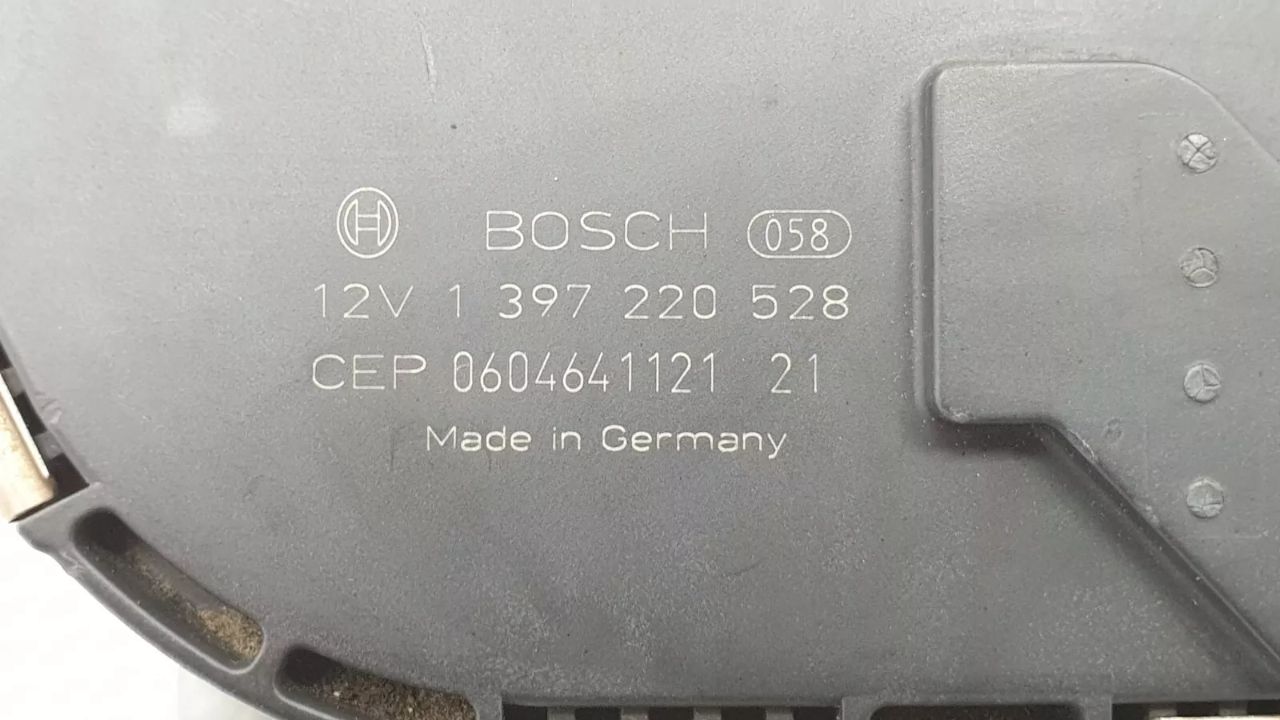 BOSCH 058
12V 1 397 220 528
CEP 0604641121 21
Made in Germany